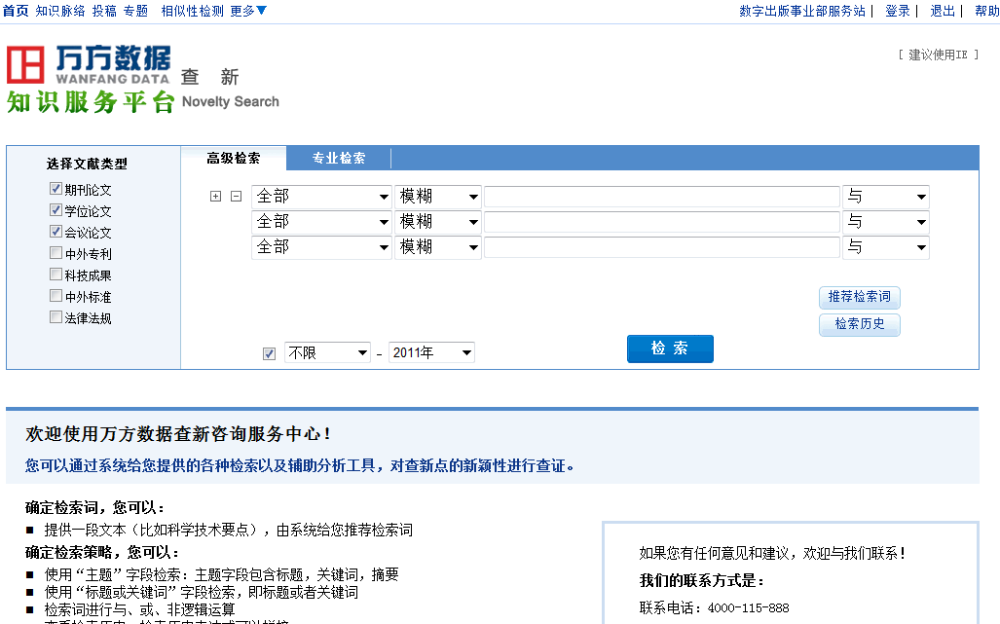 首页 知识脉络 投稿 专题 相似性检测 更多▼ 数字出版事业部服务站| 登录| 退出| 帮助
[ 建议使用IE ]
万方数据
WANFANG DATA
查 新
知识服务平台 Novelty Search
选择文献类型
期刊论文
学位论文
会议论文
中外专利
科技成果
中外标准
法律法规
高级检索 专业检索
全部 模糊 与
全部 模糊 与
全部 模糊 与
推荐检索词
检索历史
不限 - 2011年 检 索
欢迎使用万方数据查新咨询服务中心！
您可以通过系统给您提供的各种检索以及辅助分析工具，对查新点的新颖性进行查证。
确定检索词，您可以：
■ 提供一段文本（比如科学技术要点），由系统给您推荐检索词
确定检索策略，您可以：
■ 使用“主题”字段检索：主题字段包含标题，关键词，摘要
■ 使用“标题或关键词”字段检索，即标题或者关键词
■ 检索词进行与、或、非逻辑运算
如果您有任何意见和建议，欢迎与我们联系！
我们的联系方式是：
联系电话：4000-115-888